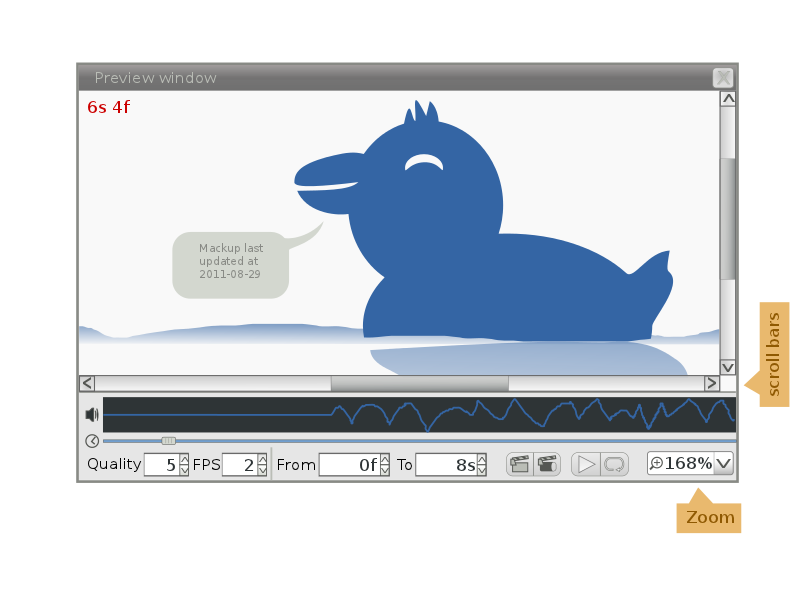 Preview window
6s 4f
Mackup last
updated at
2011-08-29
scroll bars
Quality 5 FPS 2 From 0f To 8s 168%
Zoom